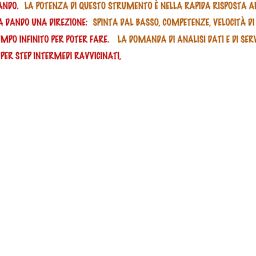 ANDO. LA POTENZA DI QUESTO STRUMENTO È NELLA RAPIDA RISPOSTA
A DANDO UNA DIREZIONE: SPINTA DAL BASSO, COMPETENZE, VELOCITÀ DI
MPO INFINITO PER POTER FARE. LA DOMANDA DI ANALISI DATI E DI
PER STEP INTERMEDI RAVVICINATI,